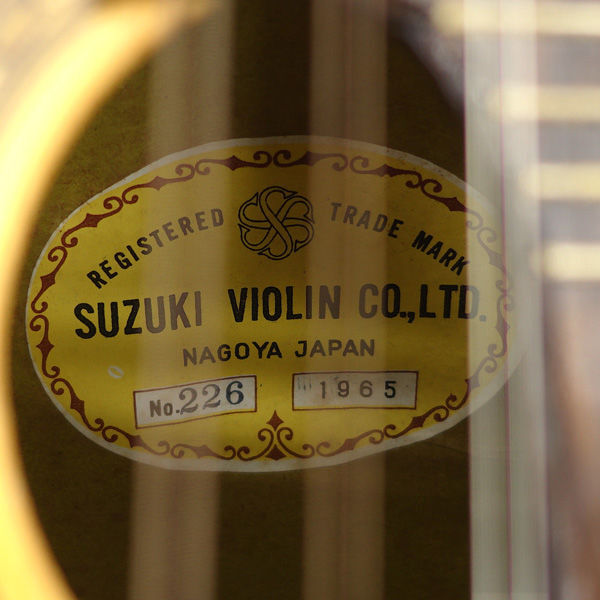 REGISTERED TRADE MARK
SUZUKI VIOLIN CO.,LTD.
NAGOYA JAPAN
No.226 1965